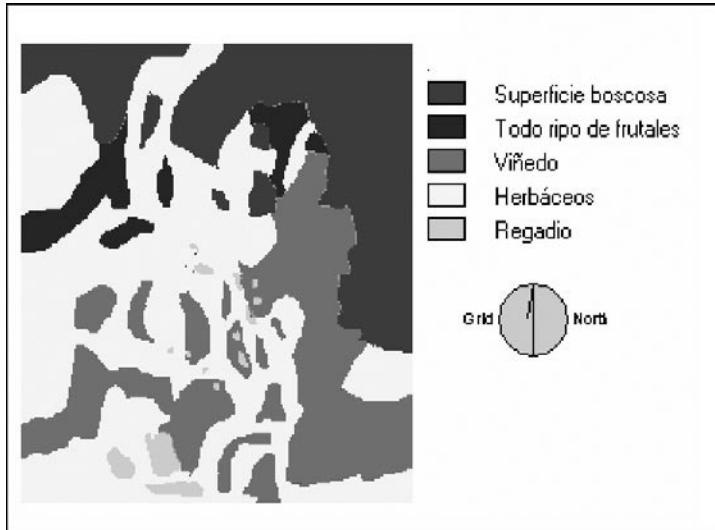 Superficie boscosa
Todo ripo de frutales
Viñedo
Herbáceos
Regadio
Grid North